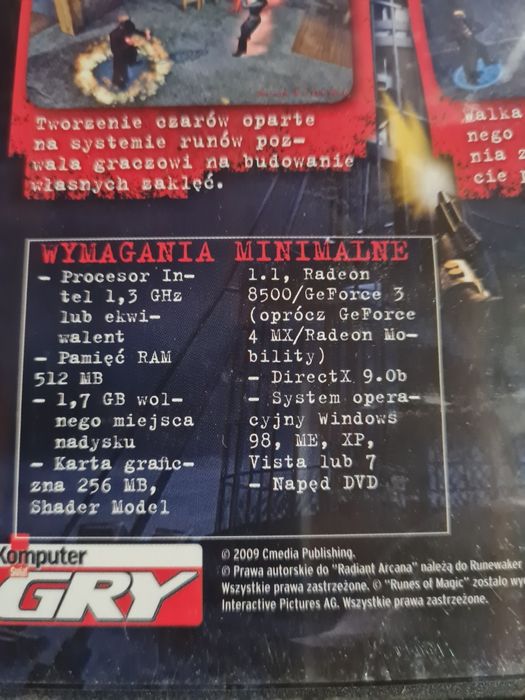 Tworzenie czarów oparte
na systemie runów poz-
wala graczowi na budowanie
własnych zaklęć.
Walka
nego
nia z
cie p
WYMAGANIA MINIMALNE
- Procesor In-
tel 1,3 GHz
lub ekwi-
walent
- Pamięć RAM
512 MB
- 1,7 GB wol-
nego miejsca
nadysku
- Karta grafic-
zna 256 MB,
Shader Model
1.1, Radeon
8500/GeForce 3
(oprócz GeForce
4 MX/Radeon Mo-
bility)
- DirectX 9.0b
- System opera-
cyjny Windows
98, ME, XP,
Vista lub 7
- Napęd DVD
Komputer
Świat
GRY
© 2009 Cmedia Publishing.
© Prawa autorskie do "Radiant Arcana" należą do Runewaker
Wszystkie prawa zastrzeżone. © "Runes of Magic" zostało wy
Interactive Pictures AG. Wszystkie prawa zastrzeżone.